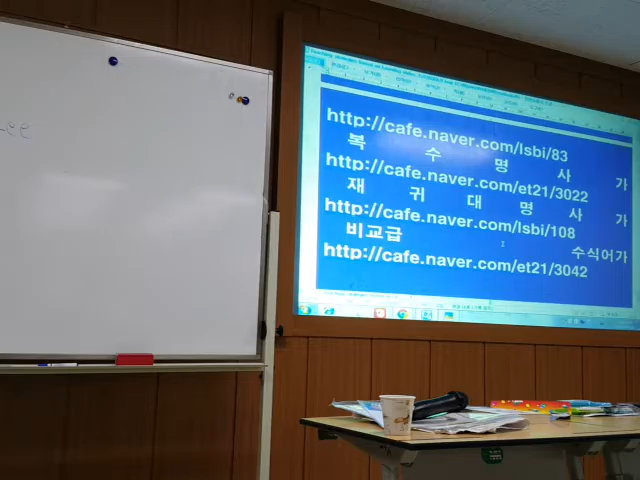 http://cafe.naver.com/lsbi/83
복 수 명 사 가
http://cafe.naver.com/et21/3022
재 귀 대 명 사 가
http://cafe.naver.com/lsbi/108
비교급 수식어가
http://cafe.naver.com/et21/3042